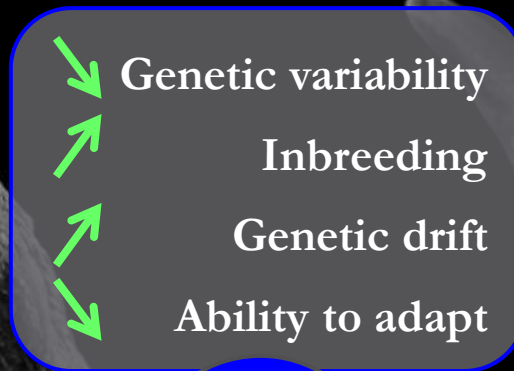 Genetic variability
Inbreeding
Genetic drift
Ability to adapt